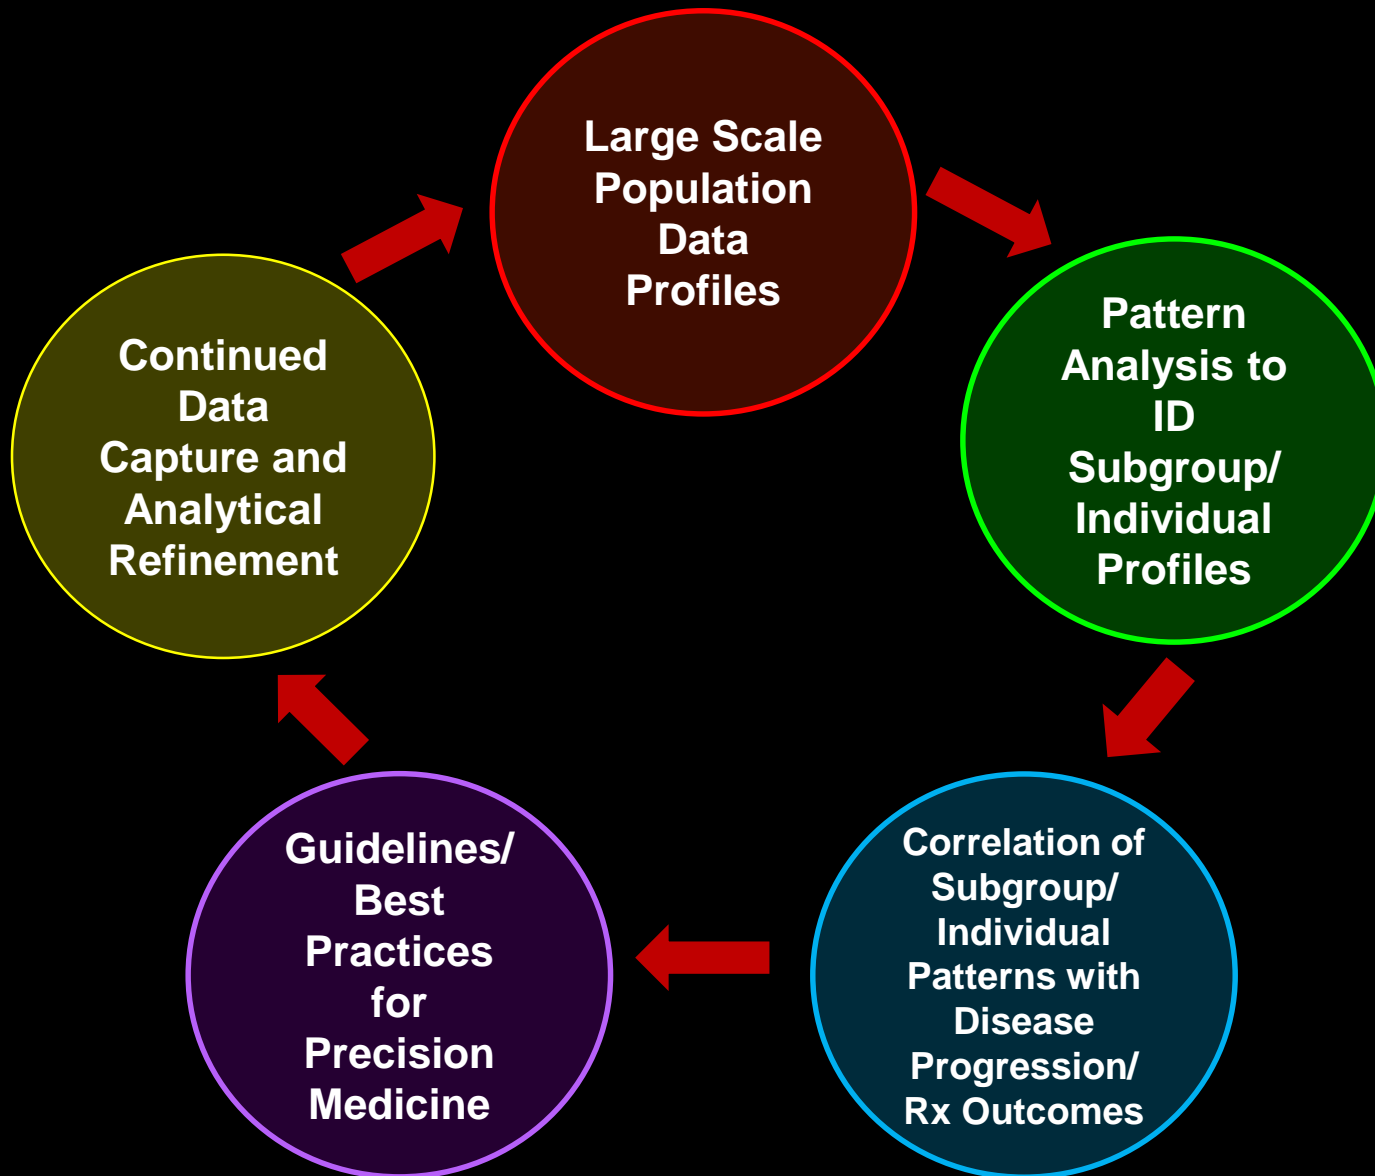 Large Scale
Population
Data
Profiles
Pattern
Analysis to
ID
Subgroup/
Individual
Profiles
Correlation of
Subgroup/
Individual
Patterns with
Disease
Progression/
Rx Outcomes
Guidelines/
Best
Practices
for
Precision
Medicine
Continued
Data
Capture and
Analytical
Refinement